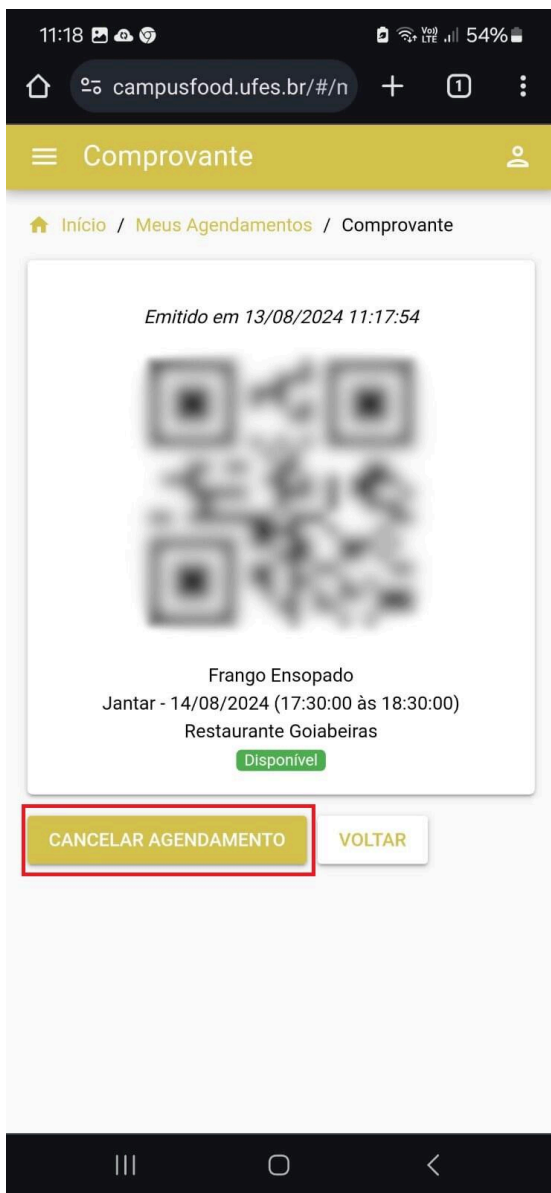 11:18
Voo) LTE 54%
campusfood.ufes.br/#/n
1
Comprovante
Início / Meus Agendamentos / Comprovante
Emitido em 13/08/2024 11:17:54
Frango Ensopado
Jantar - 14/08/2024 (17:30:00 às 18:30:00)
Restaurante Goiabeiras
Disponível
CANCELAR AGENDAMENTO
VOLTAR